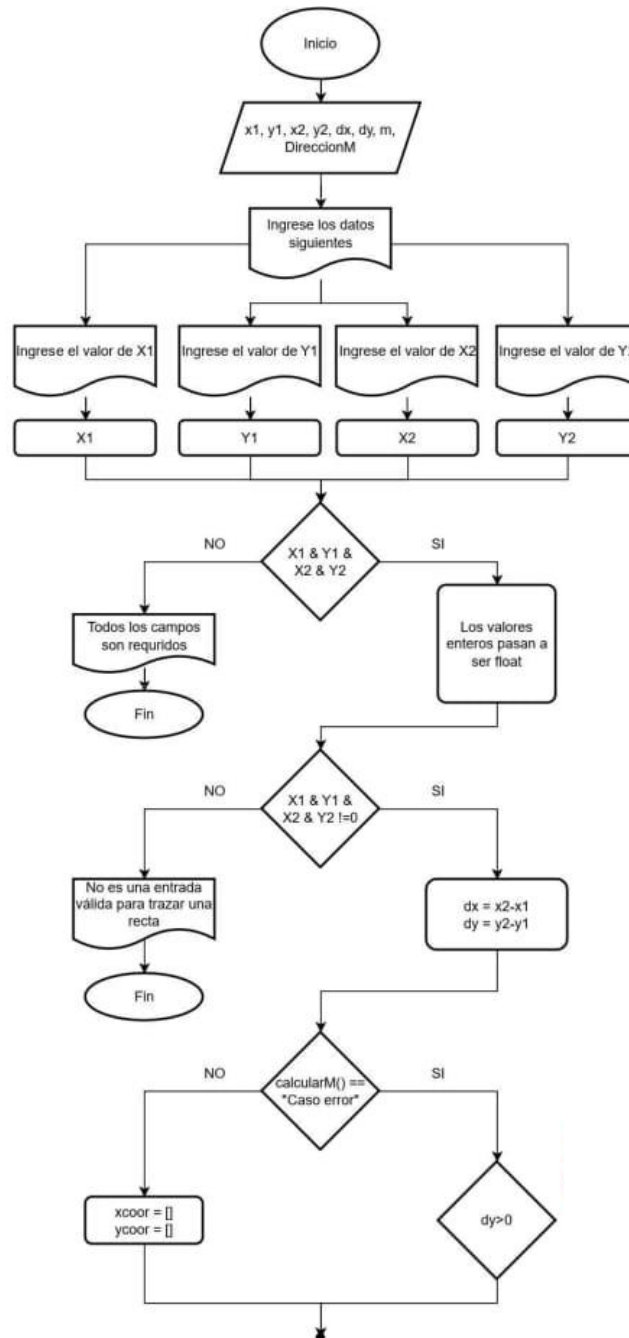 Inicio
x1, y1, x2, y2, dx, dy, m,
DireccionM
Ingrese los datos
siguientes
Ingrese el valor de X1
Ingrese el valor de Y1
Ingrese el valor de X2
Ingrese el valor de Y
X1
Y1
X2
Y2
NO
X1 & Y1 &
X2 & Y2
SI
Todos los campos
son requridos
Los valores
enteros pasan a
ser float
Fin
NO
X1 & Y1 &
X2 & Y2 !=0
SI
No es una entrada
válida para trazar una
recta
dx = x2-x1
dy = y2-y1
Fin
NO
calcularM() ==
"Caso error"
SI
xcoor = []
ycoor = []
dy>0